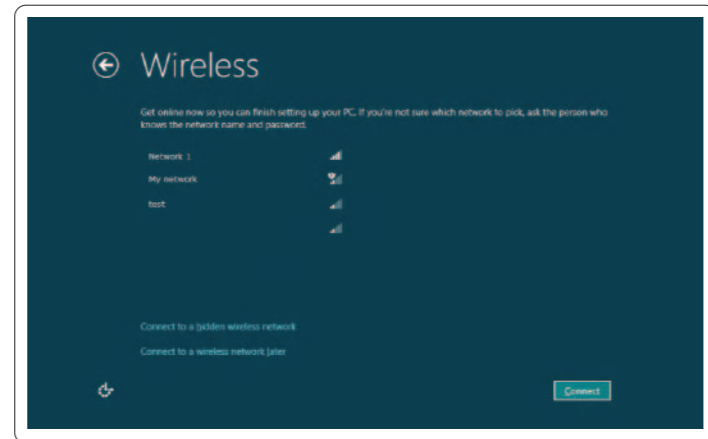 Wireless
Get online now so you can finish setting up your PC. If you're not sure which network to pick, ask the person who
knows the network name and password.
Network 1
My network
test
Connect to a hidden wireless network
Connect to a wireless network later
Connect